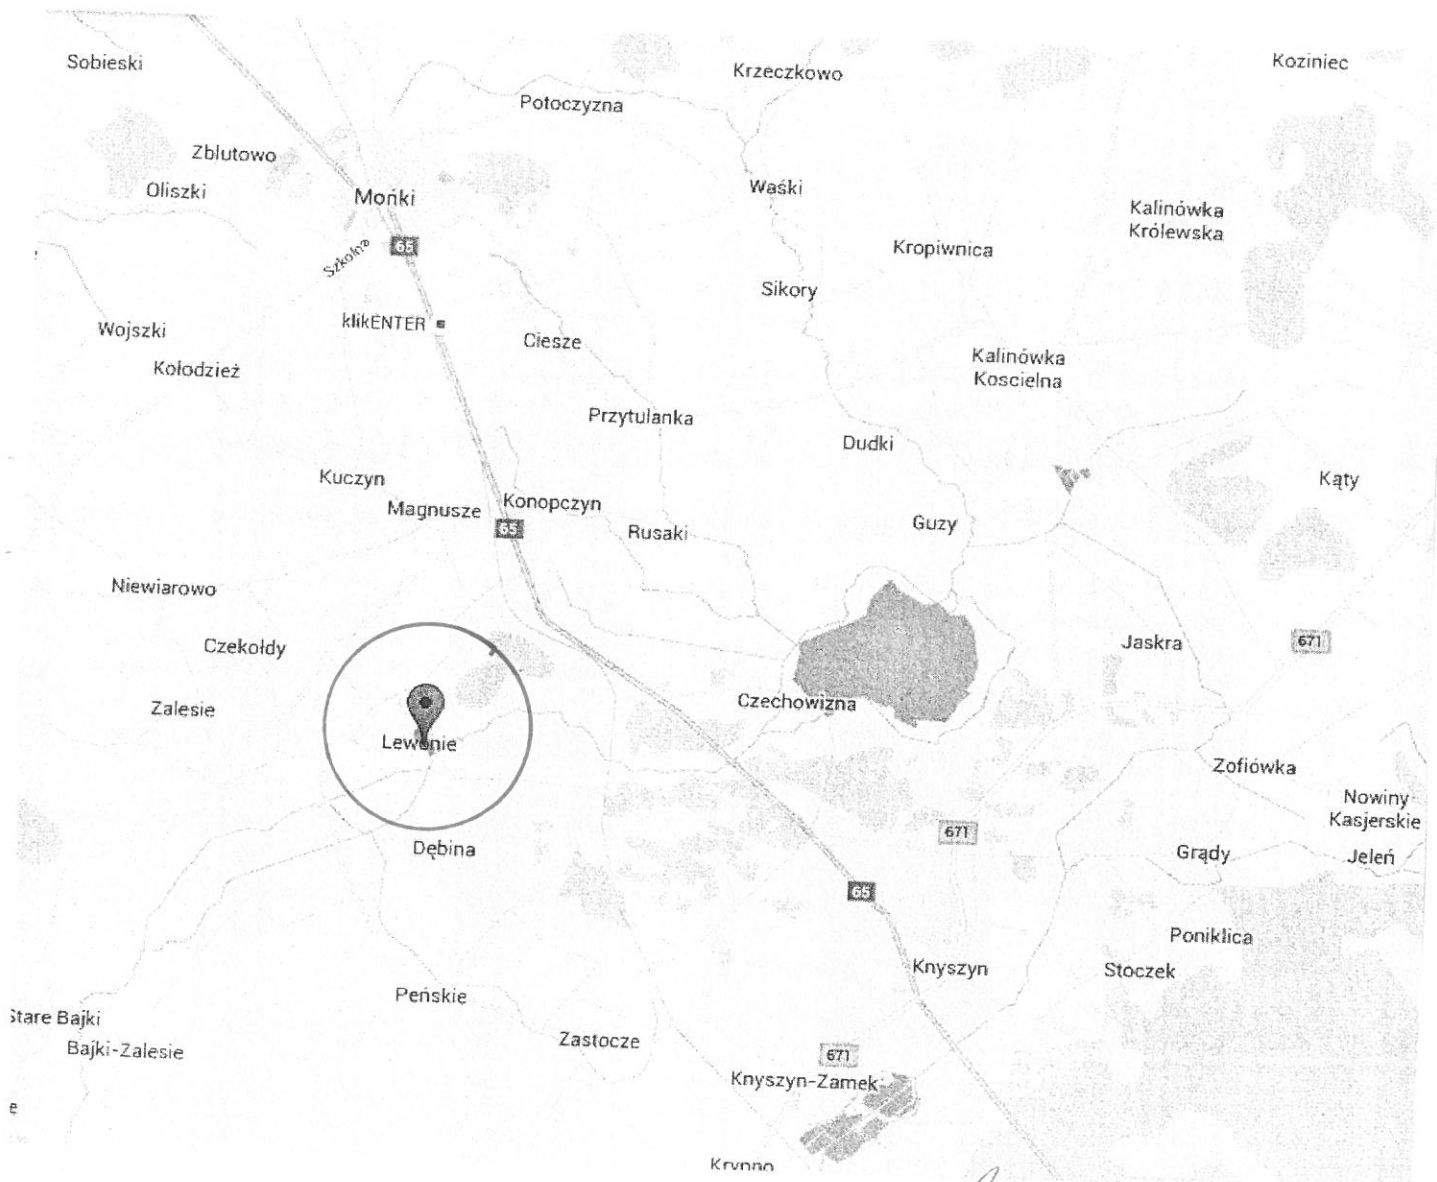 Sobieski
Krzeczkowo
Koziniec
Potoczyzna
Zblutowo
Oliszki
Mońki
Waśki
Kalinówka
Królewska
65
Szkolna
Kropiwnica
Sikory
klikENTER
Wojszki
Ciesze
Kołodzież
Kalinówka
Koscielna
Przytulanka
Dudki
Kuczyn
Magnusze
Konopczyn
65
Kąty
Rusaki
Guzy
Niewiarowo
Czekołdy
Jaskra
671
Zalesie
Czechowizna
Lewonie
Zofiówka
Nowiny
Kasjerskie
671
Dębina
Grądy
Jeleń
65
Poniklica
Knyszyn
Stoczek
Peńskie
Stare Bajki
Zastocze
Bajki-Zalesie
671
Knyszyn-Zamek
e
Krypno